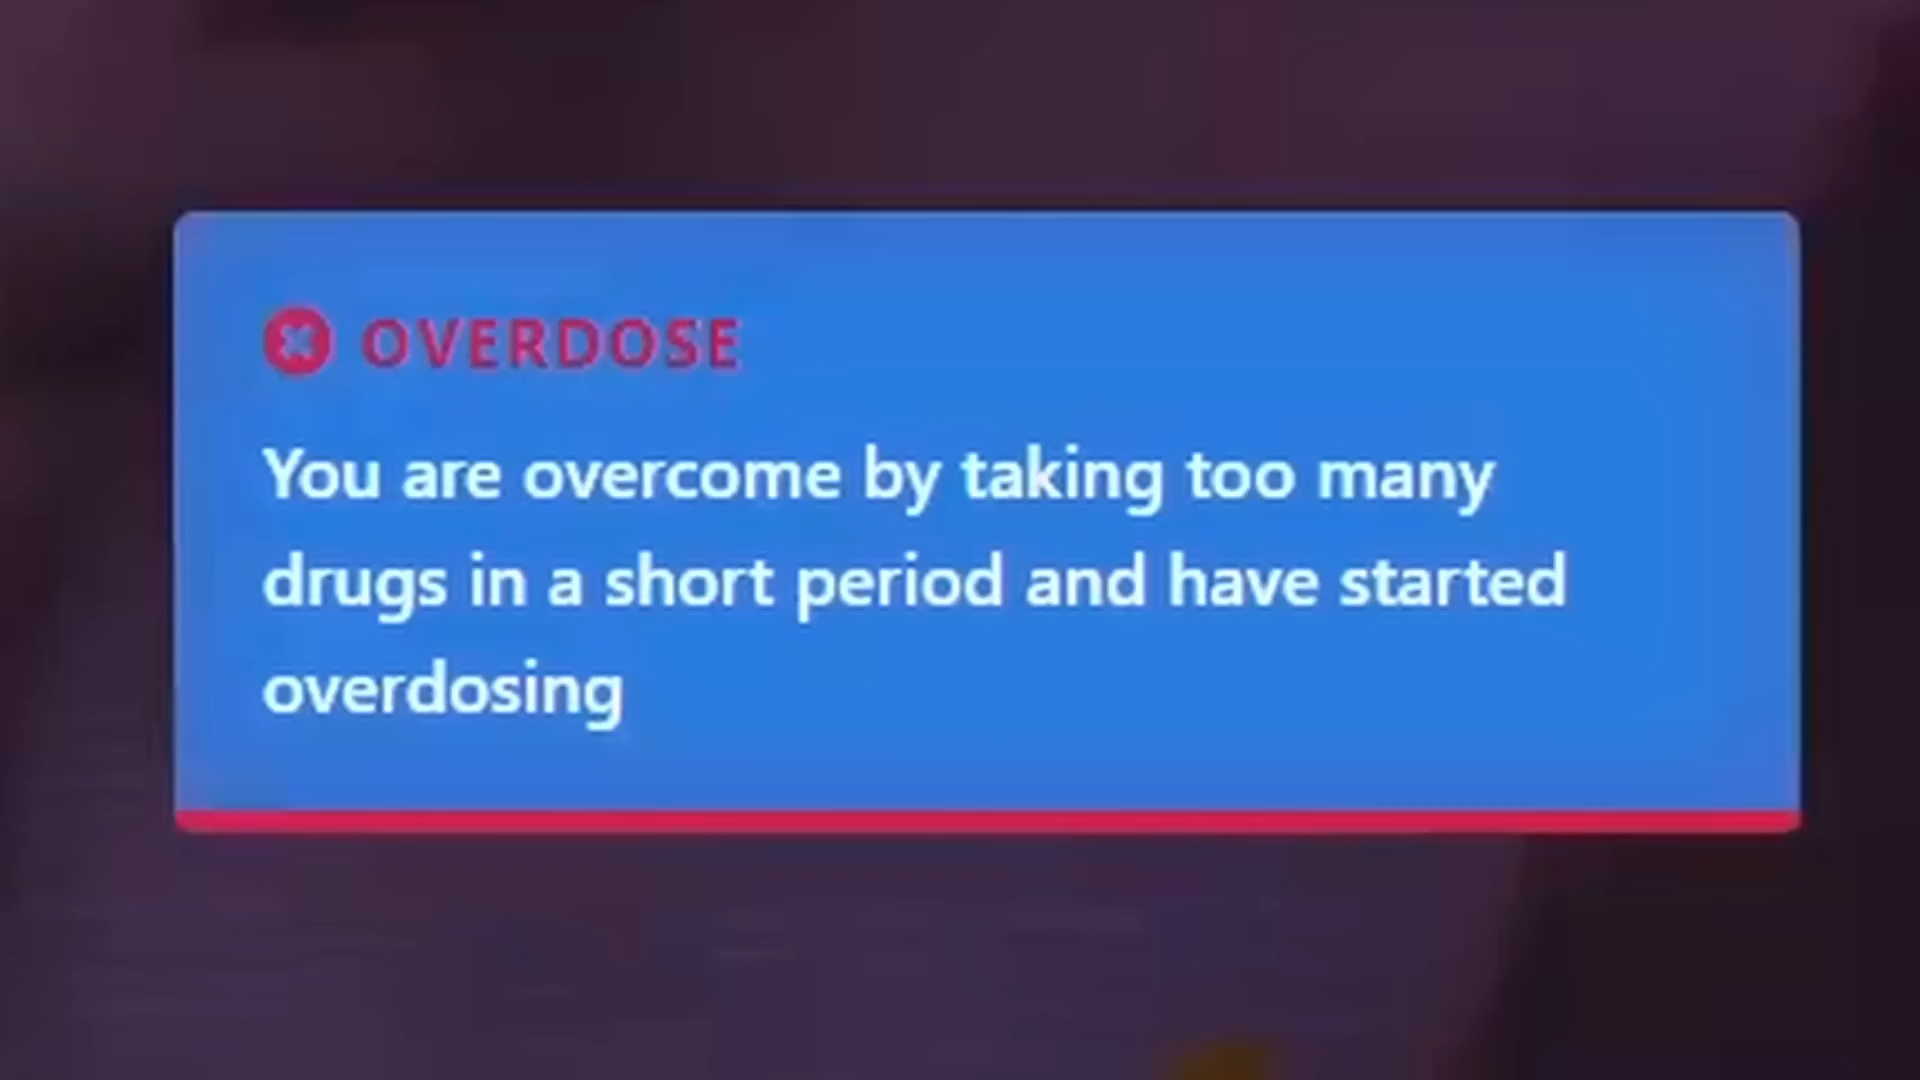 OVERDOSE
You are overcome by taking too many
drugs in a short period and have started
overdosing